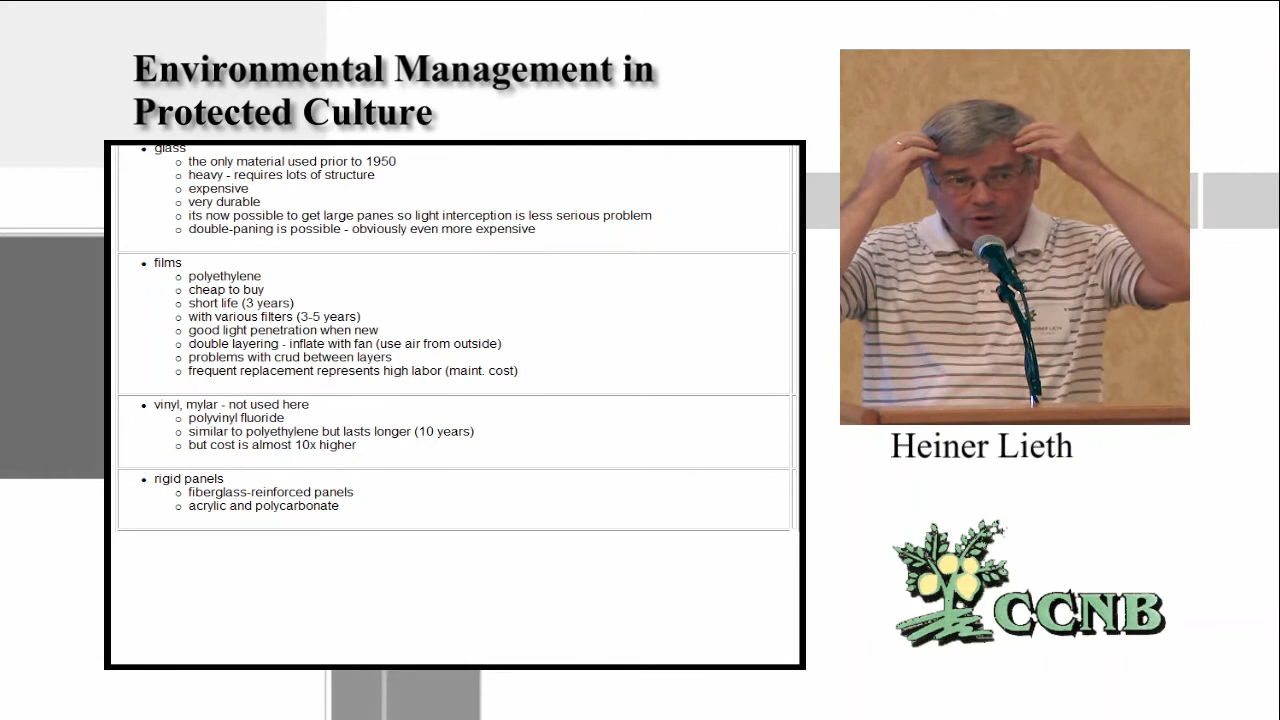 Environmental Management in
Protected Culture
• glass
o the only material used prior to 1950
o heavy - requires lots of structure
o expensive
o very durable
o its now possible to get large panes so light interception is less serious problem
o double-paning is possible - obviously even more expensive
• films
o polyethylene
o cheap to buy
o short life (3 years)
o with various filters (3-5 years)
o good light penetration when new
o double layering - inflate with fan (use air from outside)
o problems with crud between layers
o frequent replacement represents high labor (maint. cost)
• vinyl, mylar - not used here
o polyvinyl fluoride
o similar to polyethylene but lasts longer (10 years)
o but cost is almost 10x higher
• rigid panels
o fiberglass-reinforced panels
o acrylic and polycarbonate
HEINER LIETH
Heiner Lieth
CCNB